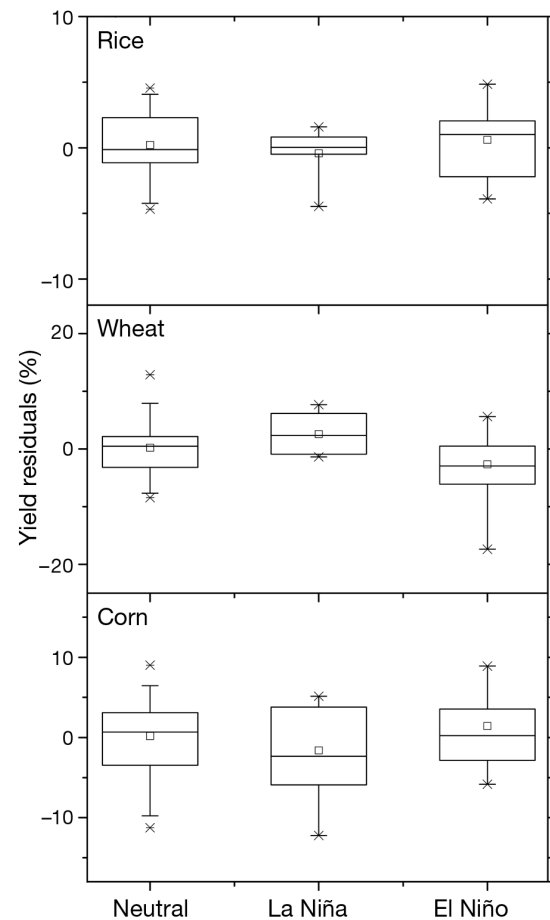 Yield residuals (%)
Rice
10
0
−10
Wheat
20
0
−20
Corn
10
0
−10
Neutral La Niña El Niño